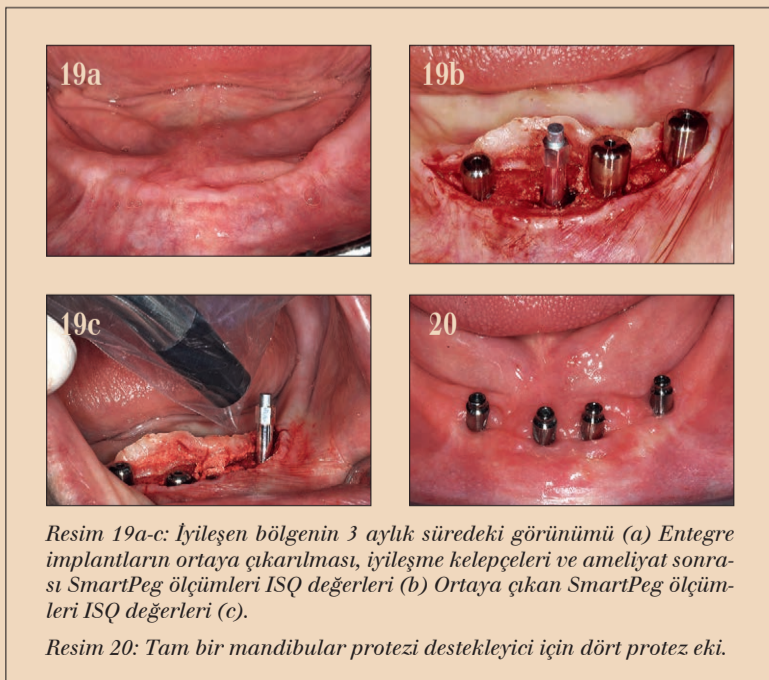 19a
19b
19c
20
Resim 19a-c: İyileşen bölgenin 3 aylık süredeki görünümü (a) Entegre
implantların ortaya çıkarılması, iyileşme kelepçeleri ve ameliyat sonra-
sı SmartPeg ölçümleri ISQ değerleri (b) Ortaya çıkan SmartPeg ölçüm-
leri ISQ değerleri (c).
Resim 20: Tam bir mandibular protezi destekleyici için dört protez eki.